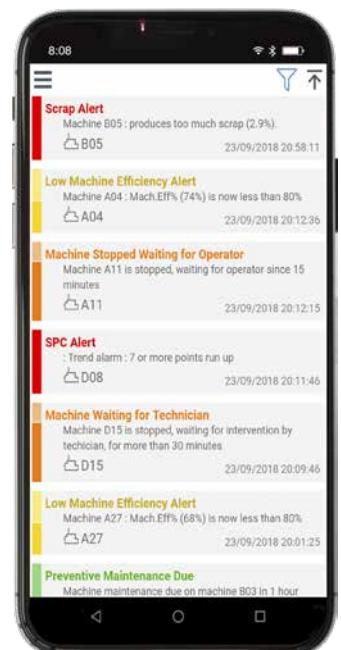 8:08
Scrap Alert
Machine B05 : produces too much scrap (2.9%).
B05
23/09/2018 20:58:11
Low Machine Efficiency Alert
Machine A04 : Mach.Eff% (74%) is now less than 80%
A04
23/09/2018 20:12:36
Machine Stopped Waiting for Operator
Machine A11 is stopped, waiting for operator since 15
minutes
A11
23/09/2018 20:12:15
SPC Alert
: Trend alarm : 7 or more points run up
D08
23/09/2018 20:11:46
Machine Waiting for Technician
Machine D15 is stopped, waiting for intervention by
techician, for more than 30 minutes
D15
23/09/2018 20:09:46
Low Machine Efficiency Alert
Machine A27 : Mach.Eff% (68%) is now less than 80%
A27
23/09/2018 20:01:25
Preventive Maintenance Due
Machine maintenance due on machine B03 in 1 hour